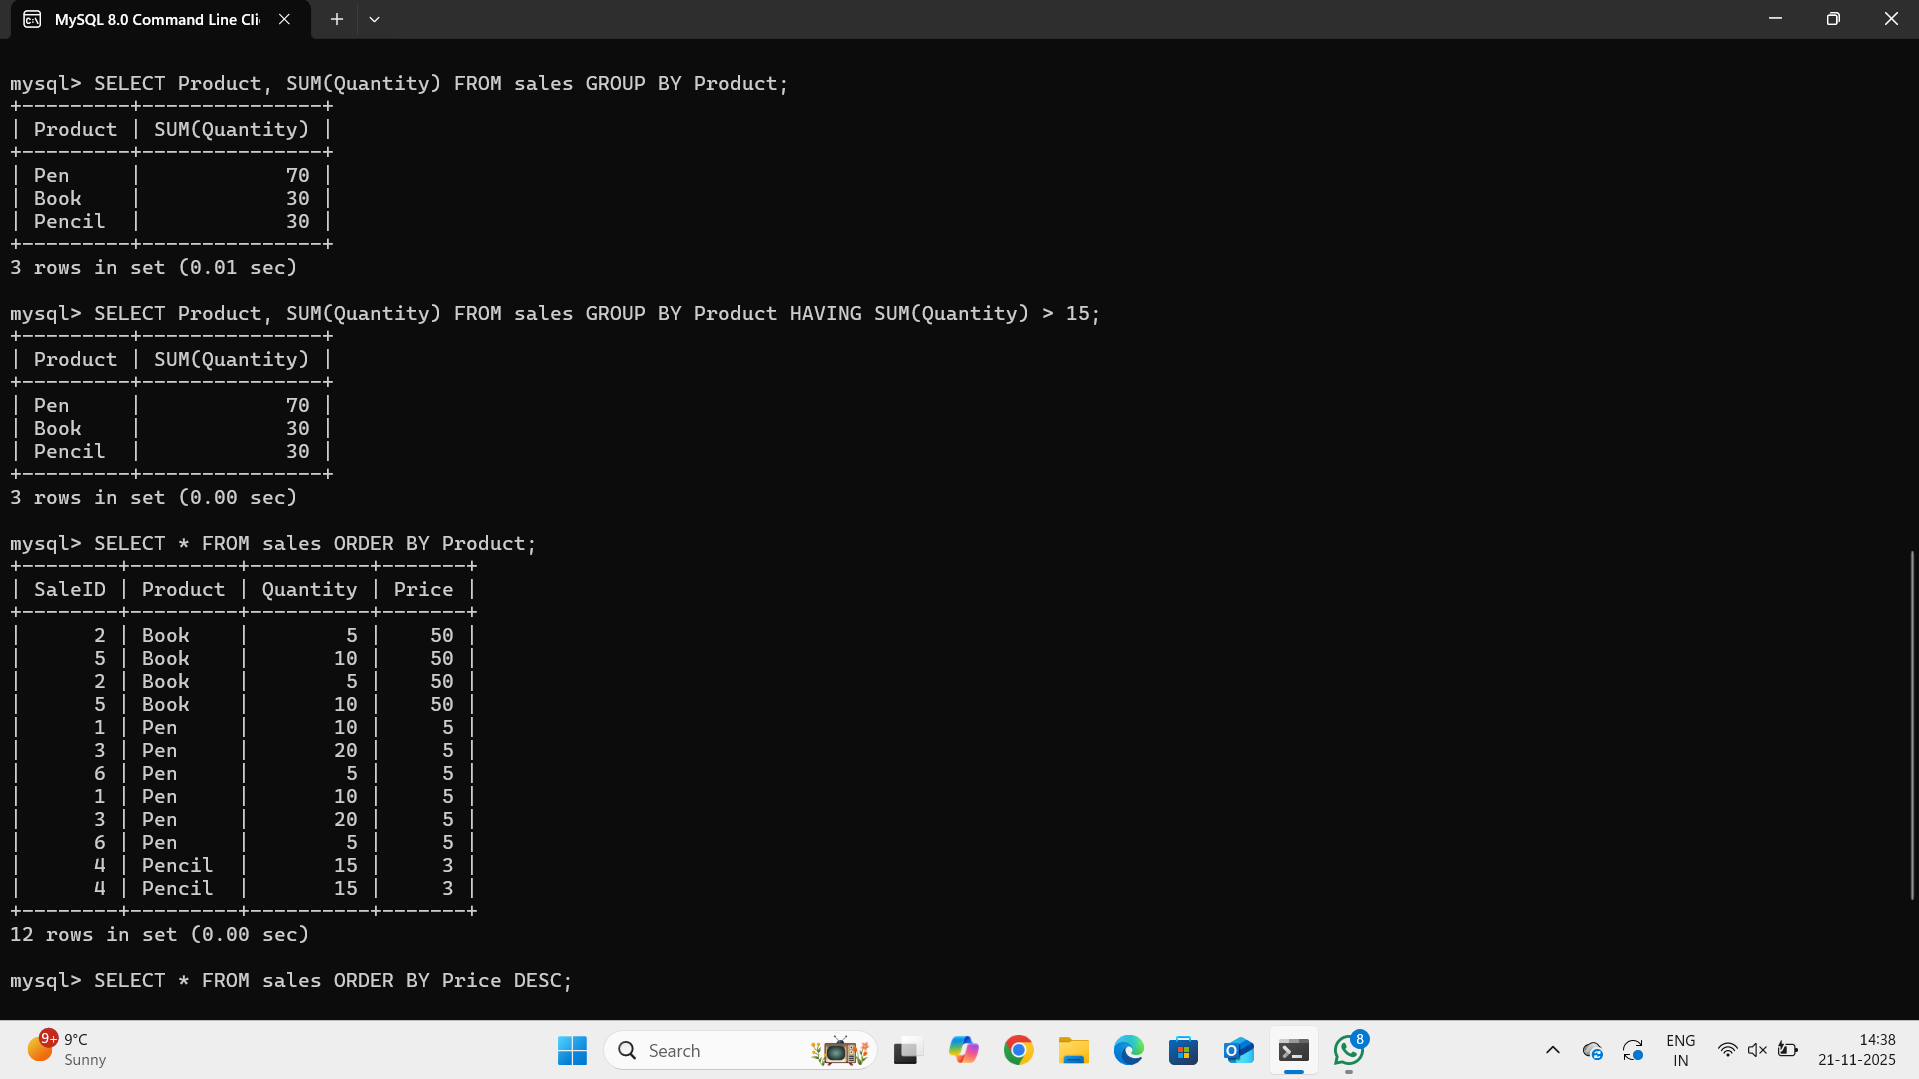 MySQL 8.0 Command Line Cli
mysql> SELECT Product, SUM(Quantity) FROM sales GROUP BY Product;
+---------+---------------+
| Product | SUM(Quantity) |
+---------+---------------+
| Pen     |            70 |
| Book    |            30 |
| Pencil  |            30 |
+---------+---------------+
3 rows in set (0.01 sec)
mysql> SELECT Product, SUM(Quantity) FROM sales GROUP BY Product HAVING SUM(Quantity) > 15;
+---------+---------------+
| Product | SUM(Quantity) |
+---------+---------------+
| Pen     |            70 |
| Book    |            30 |
| Pencil  |            30 |
+---------+---------------+
3 rows in set (0.00 sec)
mysql> SELECT * FROM sales ORDER BY Product;
+--------+---------+----------+-------+
| SaleID | Product | Quantity | Price |
+--------+---------+----------+-------+
|      2 | Book    |        5 |    50 |
|      5 | Book    |       10 |    50 |
|      2 | Book    |        5 |    50 |
|      5 | Book    |       10 |    50 |
|      1 | Pen     |       10 |     5 |
|      3 | Pen     |       20 |     5 |
|      6 | Pen     |        5 |     5 |
|      1 | Pen     |       10 |     5 |
|      3 | Pen     |       20 |     5 |
|      6 | Pen     |        5 |     5 |
|      4 | Pencil  |       15 |     3 |
|      4 | Pencil  |       15 |     3 |
+--------+---------+----------+-------+
12 rows in set (0.00 sec)
mysql> SELECT * FROM sales ORDER BY Price DESC;
9+
9°C
Sunny
Search
8
ENG
IN
14:38
21-11-2025